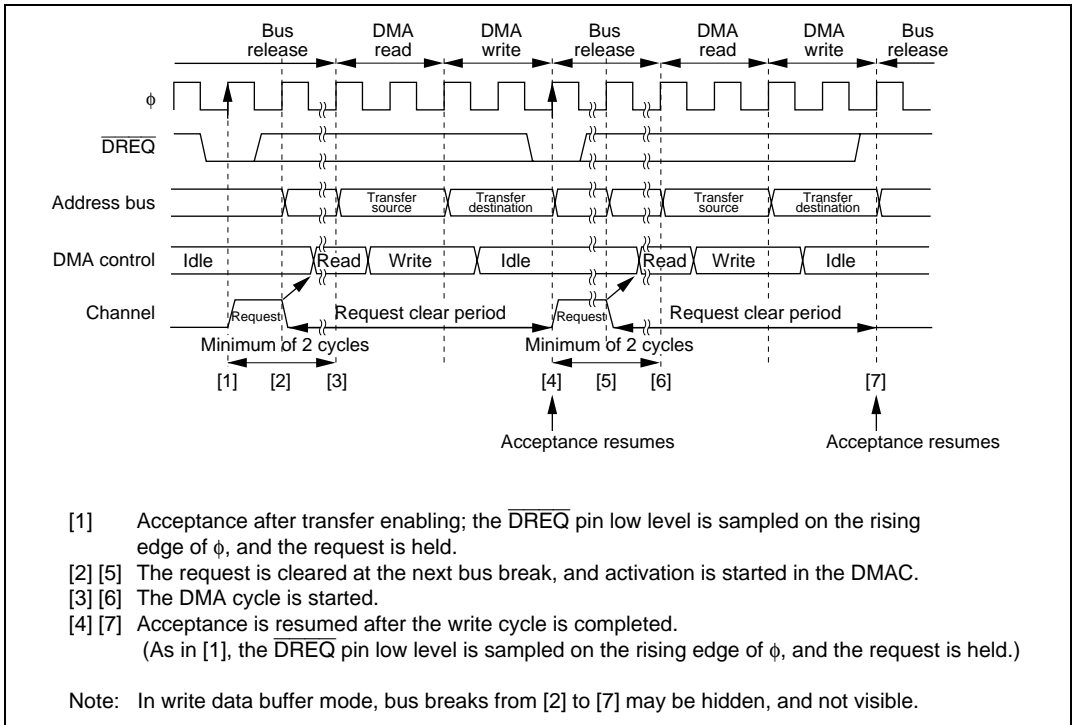 Bus release DMA read DMA write Bus release DMA read DMA write Bus release
φ
DREQ
Address bus Transfer source Transfer destination Transfer source Transfer destination
DMA control Idle Read Write Idle Read Write Idle
Channel Request Request clear period Request Request clear period
Minimum of 2 cycles Minimum of 2 cycles
[1] [2] [3] [4] [5] [6] [7]
Acceptance resumes Acceptance resumes
[1] Acceptance after transfer enabling; the DREQ pin low level is sampled on the rising
edge of φ, and the request is held.
[2] [5] The request is cleared at the next bus break, and activation is started in the DMAC.
[3] [6] The DMA cycle is started.
[4] [7] Acceptance is resumed after the write cycle is completed.
(As in [1], the DREQ pin low level is sampled on the rising edge of φ, and the request is held.)
Note: In write data buffer mode, bus breaks from [2] to [7] may be hidden, and not visible.